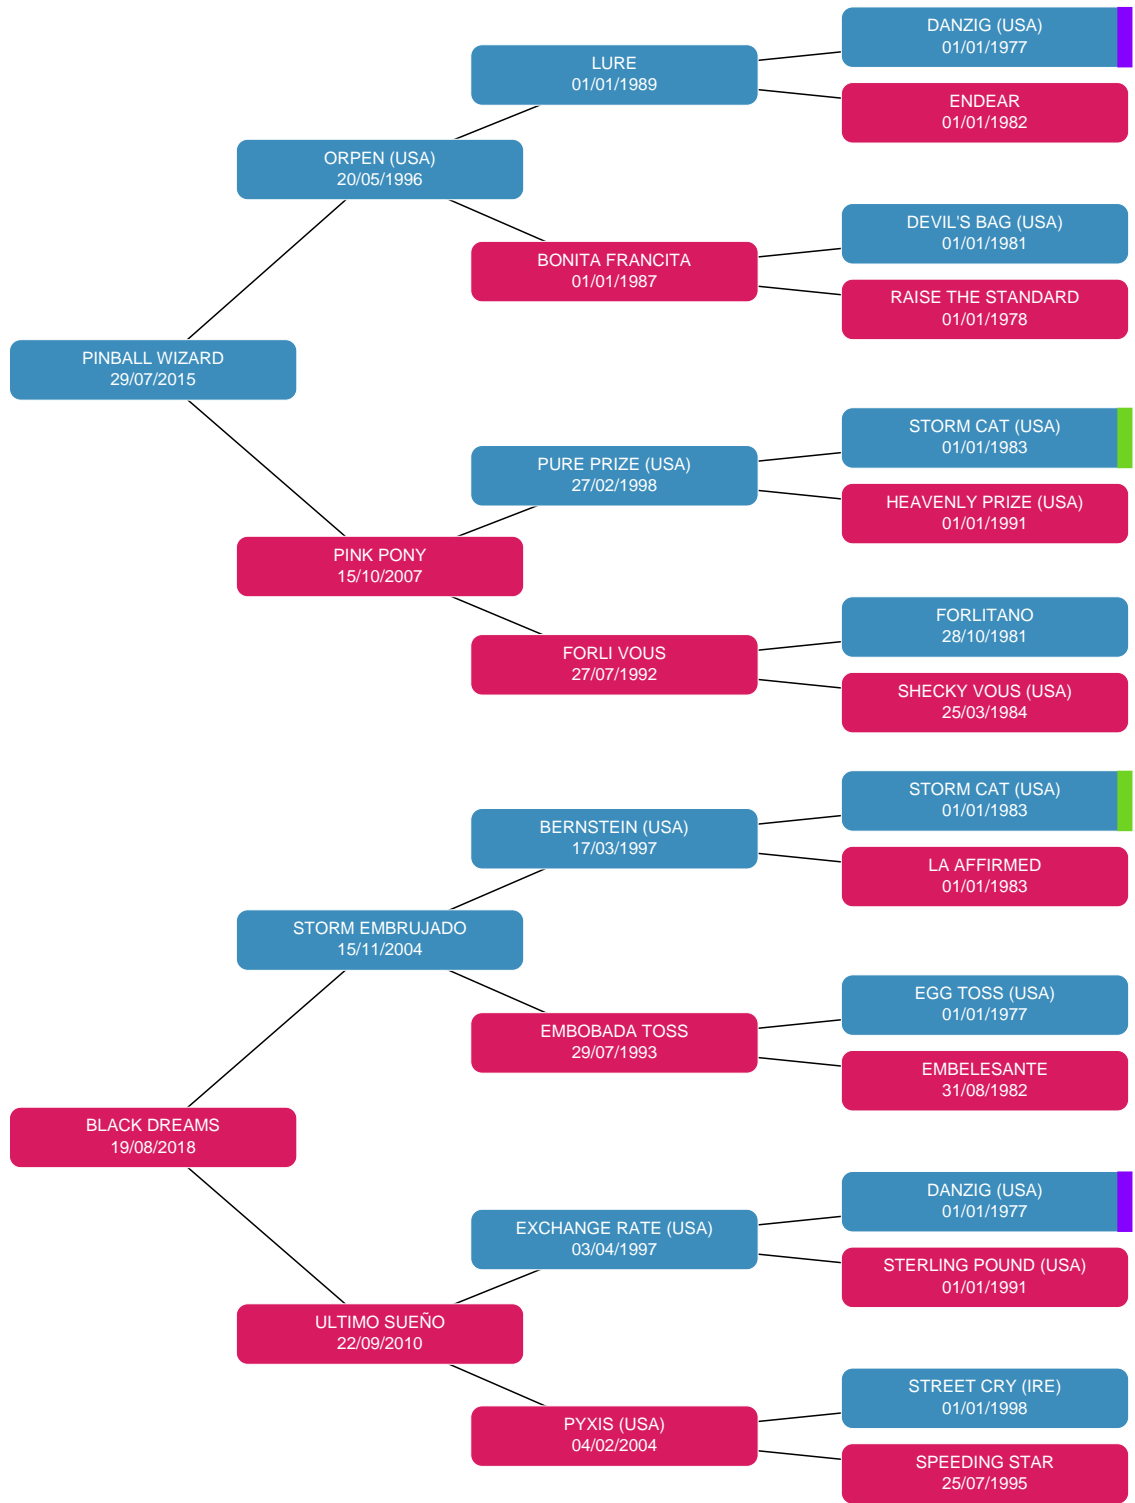 DANZIG (USA)
01/01/1977
LURE
01/01/1989
ENDEAR
01/01/1982
ORPEN (USA)
20/05/1996
DEVIL'S BAG (USA)
01/01/1981
BONITA FRANCITA
01/01/1987
RAISE THE STANDARD
01/01/1978
PINBALL WIZARD
29/07/2015
STORM CAT (USA)
01/01/1983
PURE PRIZE (USA)
27/02/1998
HEAVENLY PRIZE (USA)
01/01/1991
PINK PONY
15/10/2007
FORLITANO
28/10/1981
FORLI VOUS
27/07/1992
SHECKY VOUS (USA)
25/03/1984
STORM CAT (USA)
01/01/1983
BERNSTEIN (USA)
17/03/1997
LA AFFIRMED
01/01/1983
STORM EMBRUJADO
15/11/2004
EGG TOSS (USA)
01/01/1977
EMBOBADA TOSS
29/07/1993
EMBELESANTE
31/08/1982
BLACK DREAMS
19/08/2018
DANZIG (USA)
01/01/1977
EXCHANGE RATE (USA)
03/04/1997
STERLING POUND (USA)
01/01/1991
ULTIMO SUEÑO
22/09/2010
STREET CRY (IRE)
01/01/1998
PYXIS (USA)
04/02/2004
SPEEDING STAR
25/07/1995